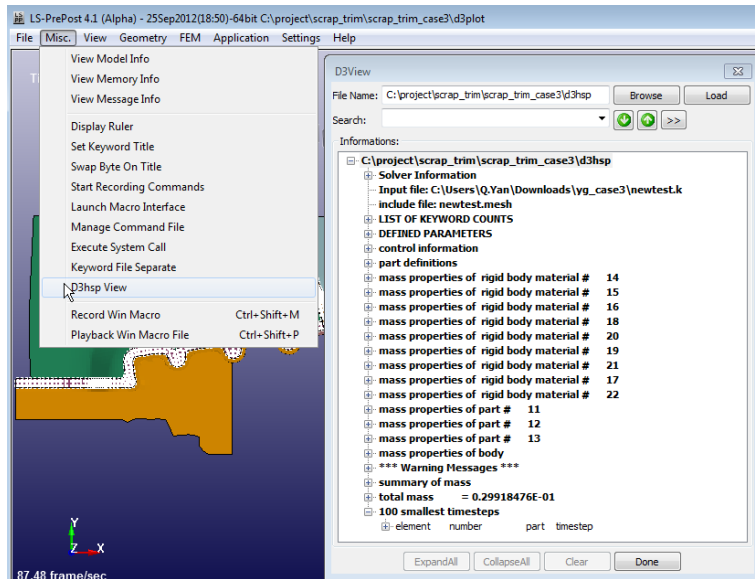 LS-PrePost 4.1 (Alpha) - 25Sep2012(18:50)-64bit C:\project\scrap_trim\scrap_trim_case3\d3plot
File Misc. View Geometry FEM Application Settings Help
View Model Info
View Memory Info
View Message Info
Display Ruler
Set Keyword Title
Swap Byte On Title
Start Recording Commands
Launch Macro Interface
Manage Command File
Execute System Call
Keyword File Separate
D3hsp View
Record Win Macro Ctrl+Shift+M
Playback Win Macro File Ctrl+Shift+P
Y
Z X
87.48 frame/sec
D3View
File Name: C:\project\scrap_trim\scrap_trim_case3\d3hsp Browse Load
Search: >>
Informations:
C:\project\scrap_trim\scrap_trim_case3\d3hsp
Solver Information
Input file: C:\Users\Q.Yan\Downloads\yg_case3\newtest.k
include file: newtest.mesh
LIST OF KEYWORD COUNTS
DEFINED PARAMETERS
control information
part definitions
mass properties of rigid body material # 14
mass properties of rigid body material # 15
mass properties of rigid body material # 16
mass properties of rigid body material # 18
mass properties of rigid body material # 20
mass properties of rigid body material # 19
mass properties of rigid body material # 21
mass properties of rigid body material # 17
mass properties of rigid body material # 22
mass properties of part # 11
mass properties of part # 12
mass properties of part # 13
mass properties of body
*** Warning Messages ***
summary of mass
total mass = 0.29918476E-01
100 smallest timesteps
element number part timestep
ExpandAll CollapseAll Clear Done